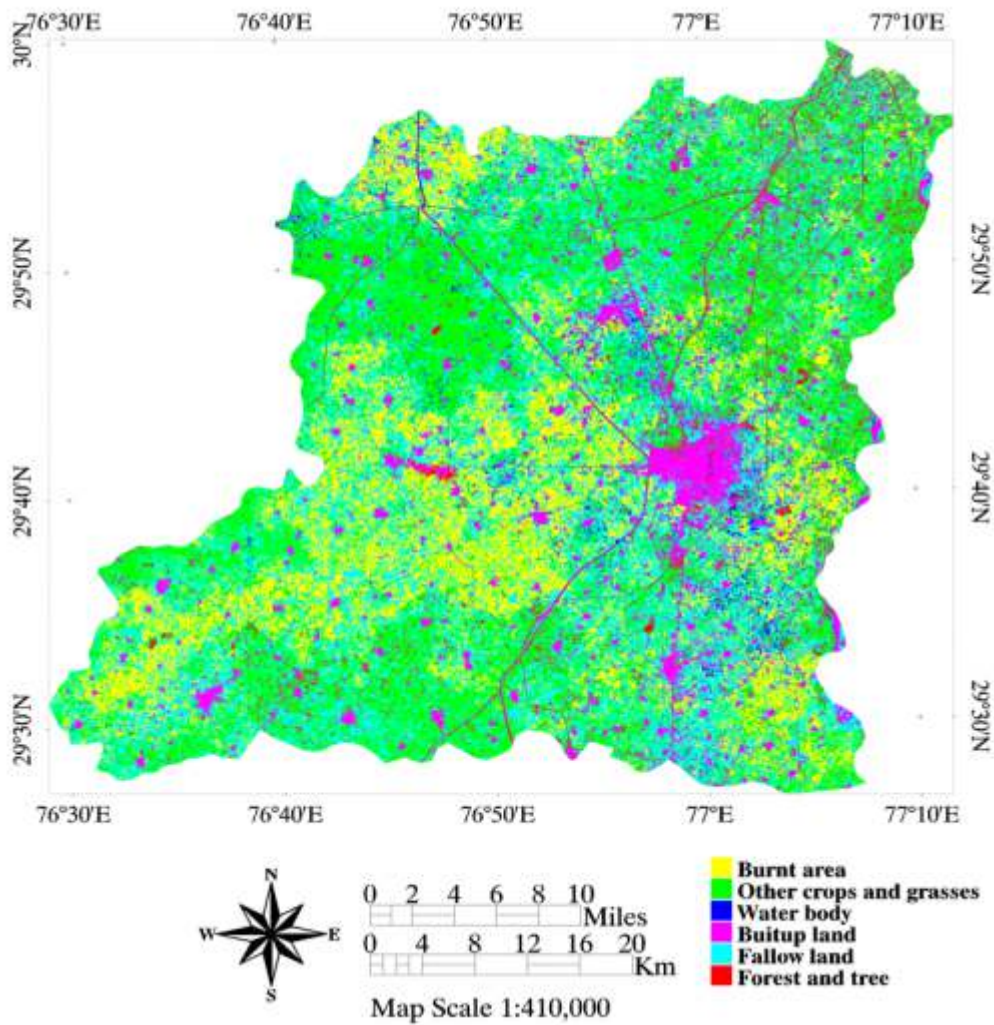 76°30'E 76°40'E 76°50'E 77°E 77°10'E
30°N
29°50'N
29°50'N
29°40'N
29°40'N
29°30'N
29°30'N
76°30'E 76°40'E 76°50'E 77°E 77°10'E
N
W E
S
0 2 4 6 8 10
Miles
0 4 8 12 16 20
Km
Map Scale 1:410,000
Burnt area
Other crops and grasses
Water body
Buitup land
Fallow land
Forest and tree